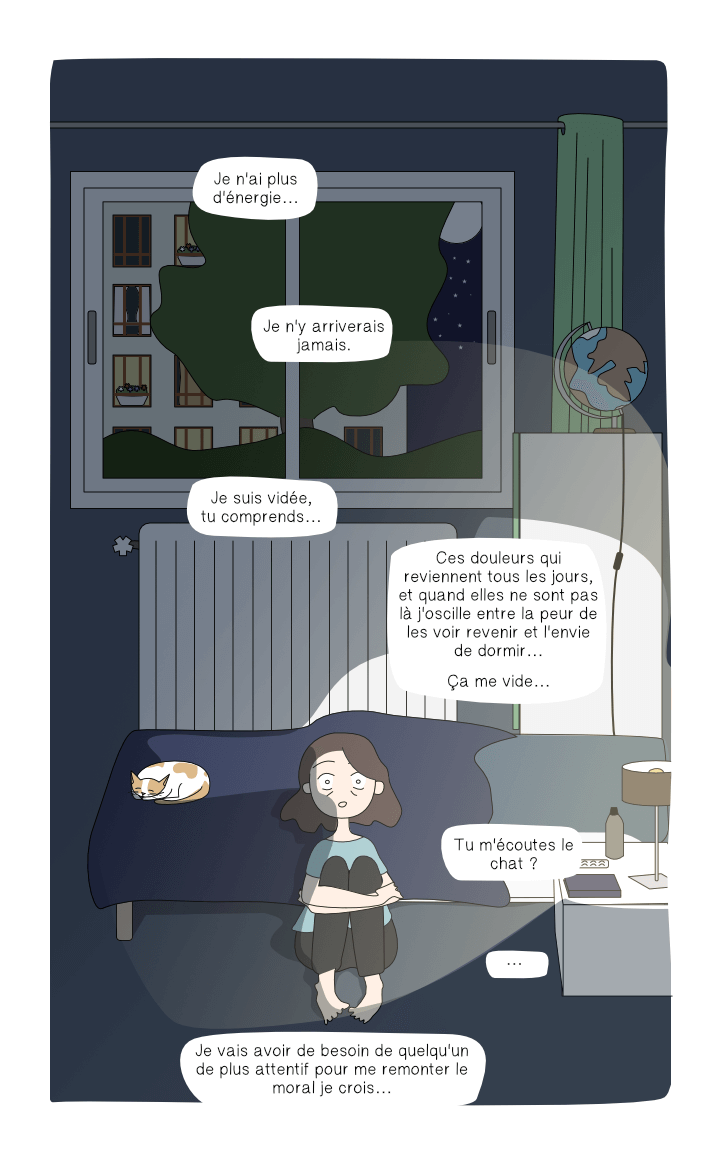 Je n'ai plus
d'énergie...
Je n'y arriverais
jamais.
Je suis vidée,
tu comprends...
Ces douleurs qui
reviennent tous les jours,
et quand elles ne sont pas
là j'oscille entre la peur de
les voir revenir et l'envie
de dormir...
Ça me vide...
Tu m'écoutes le
chat ?
...
Je vais avoir de besoin de quelqu'un
de plus attentif pour me remonter le
moral je crois...